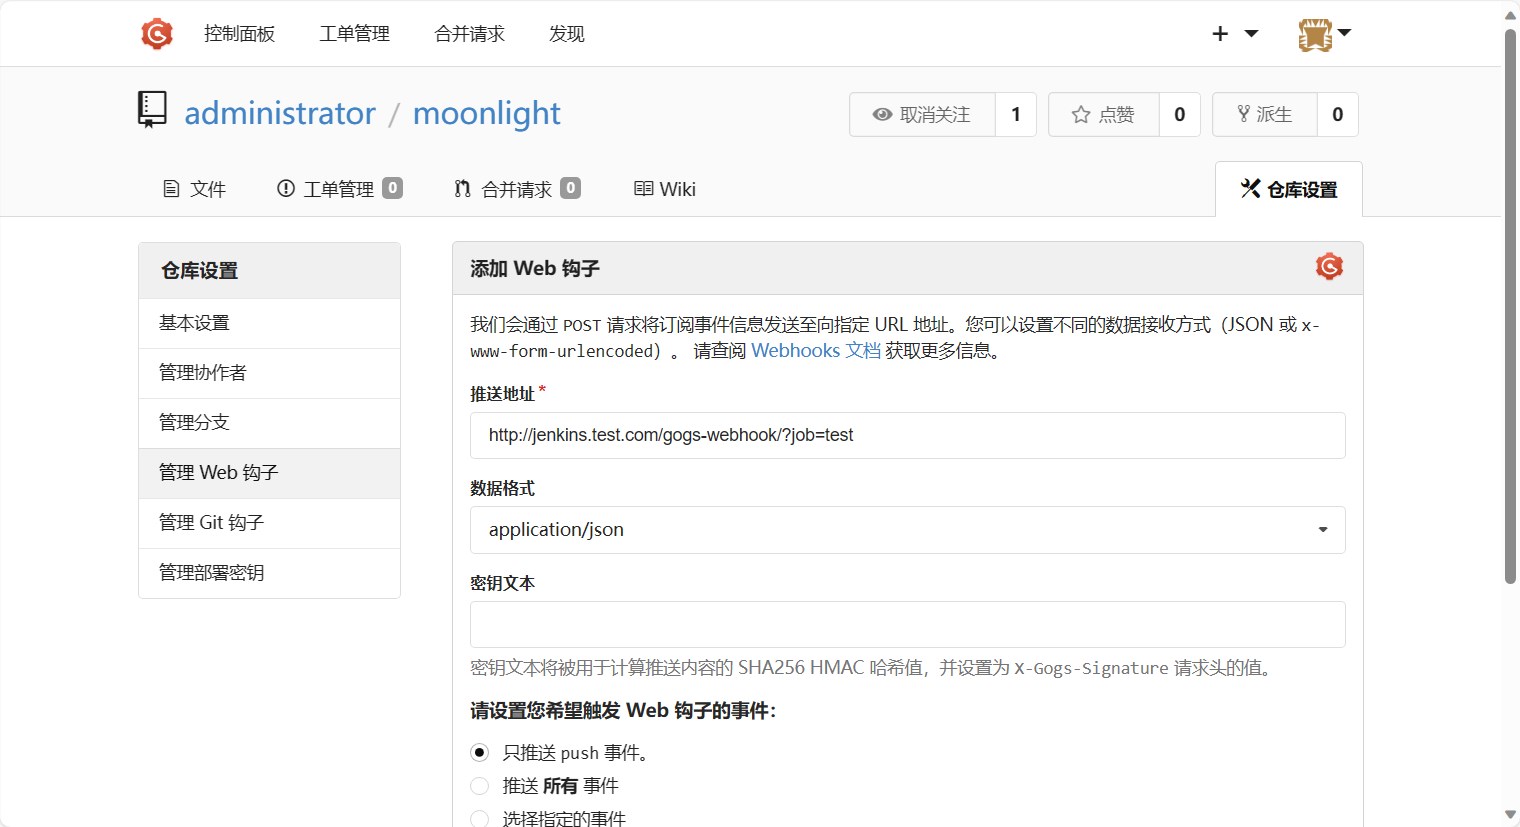 控制面板 工单管理 合并请求 发现
administrator / moonlight
取消关注 1 点赞 0 派生 0
文件 工单管理 0 合并请求 0 Wiki 仓库设置
仓库设置
基本设置
管理协作者
管理分支
管理 Web 钩子
管理 Git 钩子
管理部署密钥
添加 Web 钩子
我们会通过 POST 请求将订阅事件信息发送至向指定 URL 地址。您可以设置不同的数据接收方式（JSON 或 x-
www-form-urlencoded）。 请查阅 Webhooks 文档 获取更多信息。
推送地址 *
http://jenkins.test.com/gogs-webhook/?job=test
数据格式
application/json
密钥文本
密钥文本将被用于计算推送内容的 SHA256 HMAC 哈希值，并设置为 X-Gogs-Signature 请求头的值。
请设置您希望触发 Web 钩子的事件：
只推送 push 事件。
推送 所有 事件
选择指定的事件